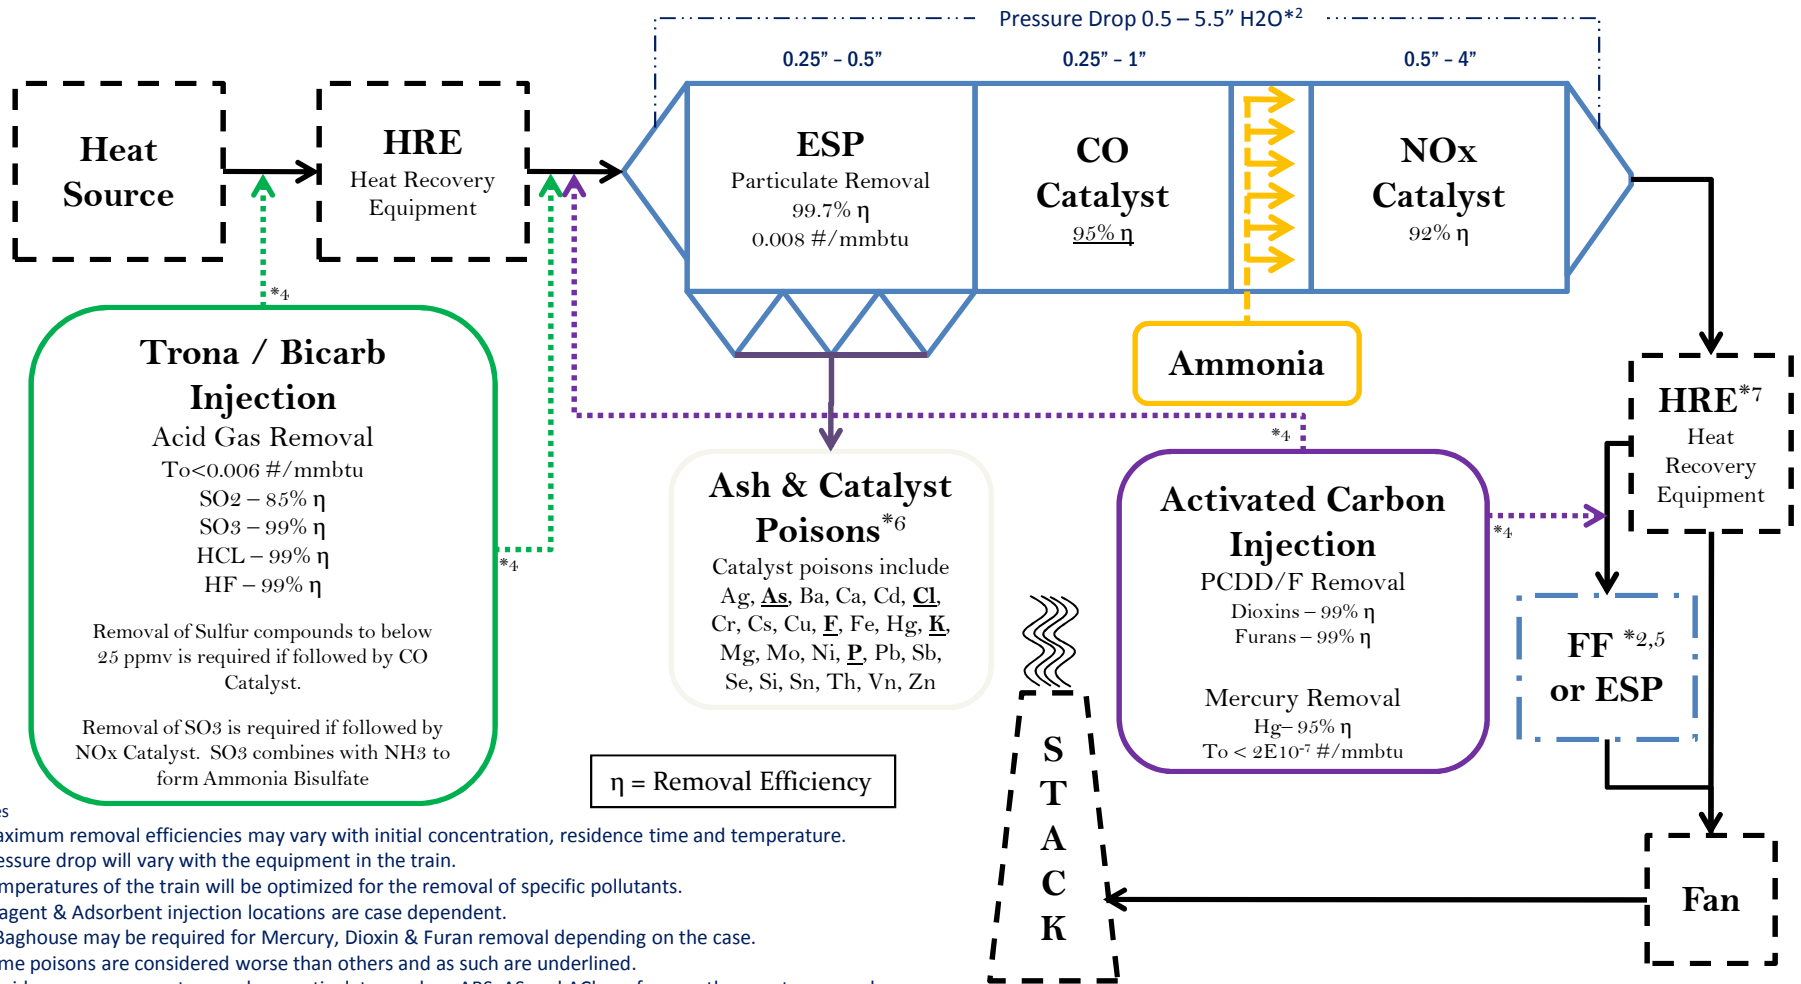 Pressure Drop 0.5 – 5.5” H2O*2
0.25” – 0.5”
0.25” – 1”
0.5” – 4”
Heat
Source
HRE
Heat Recovery
Equipment
ESP
Particulate Removal
99.7% η
0.008 #/mmbtu
CO
Catalyst
95% η
NOx
Catalyst
92% η
*4
Trona / Bicarb
Injection
Acid Gas Removal
To<0.006 #/mmbtu
SO2 – 85% η
SO3 – 99% η
HCL – 99% η
HF – 99% η
Removal of Sulfur compounds to below
25 ppmv is required if followed by CO
Catalyst.
Removal of SO3 is required if followed by
NOx Catalyst. SO3 combines with NH3 to
form Ammonia Bisulfate
*4
Ammonia
*4
Ash & Catalyst
Poisons*6
Catalyst poisons include
Ag, As, Ba, Ca, Cd, Cl,
Cr, Cs, Cu, F, Fe, Hg, K,
Mg, Mo, Ni, P, Pb, Sb,
Se, Si, Sn, Th, Vn, Zn
Activated Carbon
Injection
PCDD/F Removal
Dioxins – 99% η
Furans – 99% η
Mercury Removal
Hg– 95% η
To < 2E10-7 #/mmbtu
*4
HRE*7
Heat
Recovery
Equipment
FF *2,5
or ESP
Fan
S
T
A
C
K
η = Removal Efficiency
es
aximum removal efficiencies may vary with initial concentration, residence time and temperature.
essure drop will vary with the equipment in the train.
emperatures of the train will be optimized for the removal of specific pollutants.
agent & Adsorbent injection locations are case dependent.
Baghouse may be required for Mercury, Dioxin & Furan removal depending on the case.
me poisons are considered worse than others and as such are underlined.